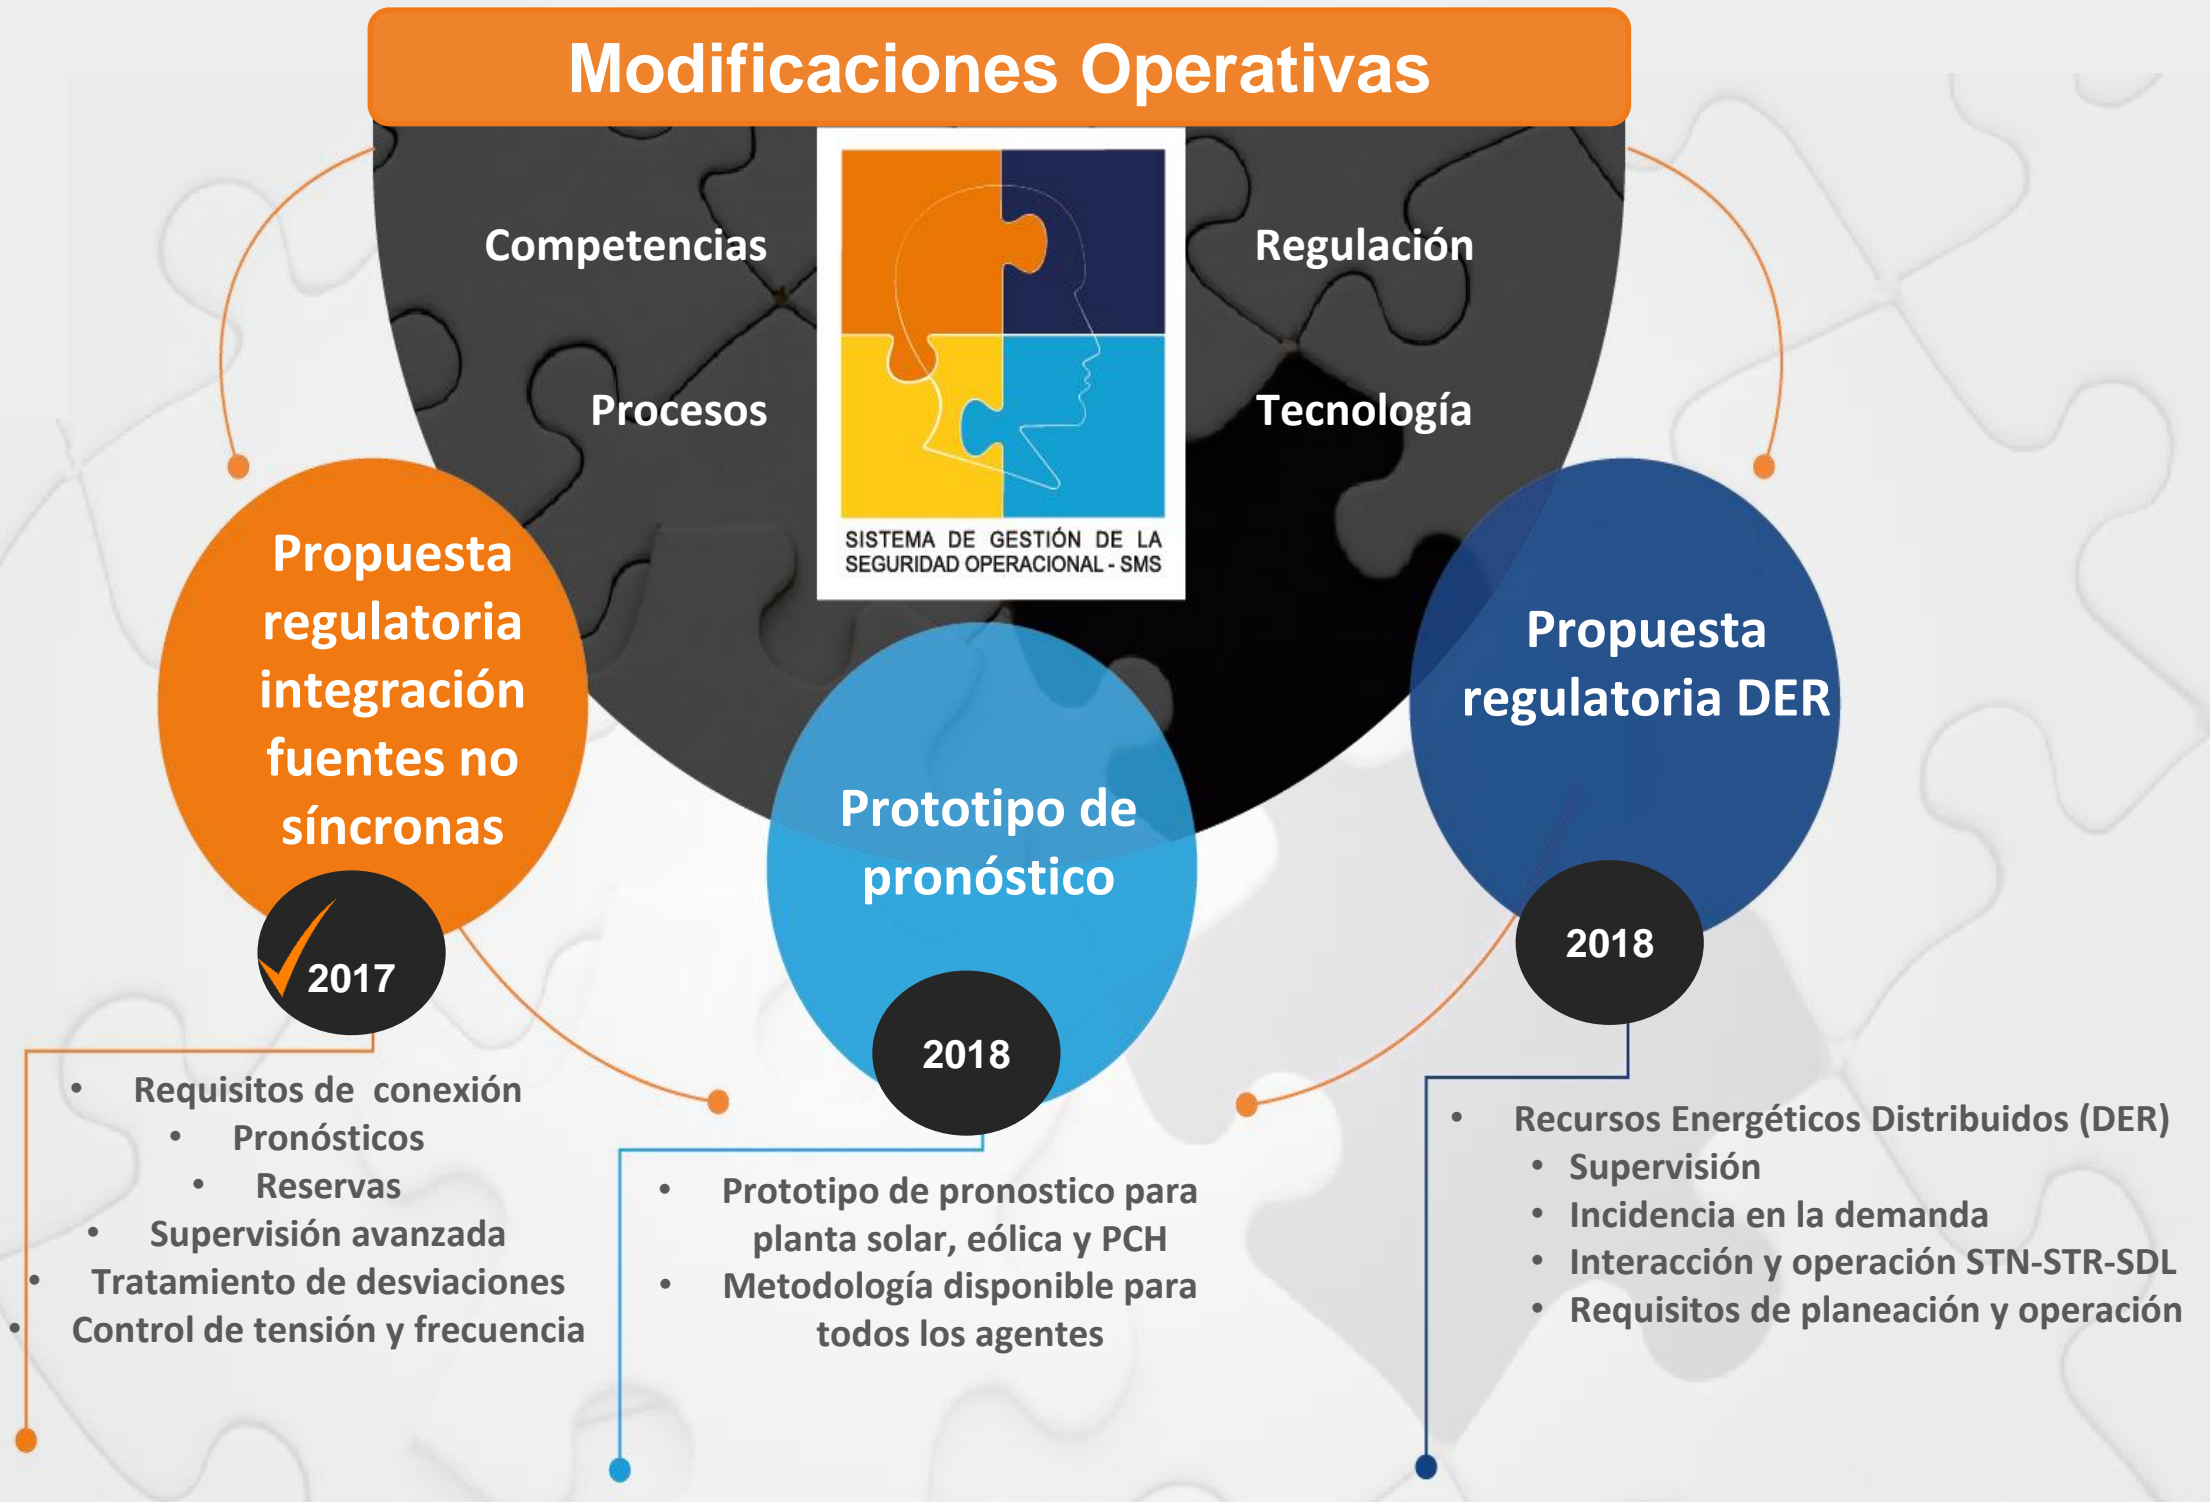 Modificaciones Operativas
Competencias
Procesos
Regulación
Tecnología
SISTEMA DE GESTIÓN DE LA
SEGURIDAD OPERACIONAL - SMS
Propuesta
regulatoria
integración
fuentes no
síncronas
2017
• Requisitos de conexión
• Pronósticos
• Reservas
• Supervisión avanzada
• Tratamiento de desviaciones
• Control de tensión y frecuencia
Prototipo de
pronóstico
2018
• Prototipo de pronostico para
planta solar, eólica y PCH
• Metodología disponible para
todos los agentes
Propuesta
regulatoria DER
2018
• Recursos Energéticos Distribuidos (DER)
• Supervisión
• Incidencia en la demanda
• Interacción y operación STN-STR-SDL
• Requisitos de planeación y operación